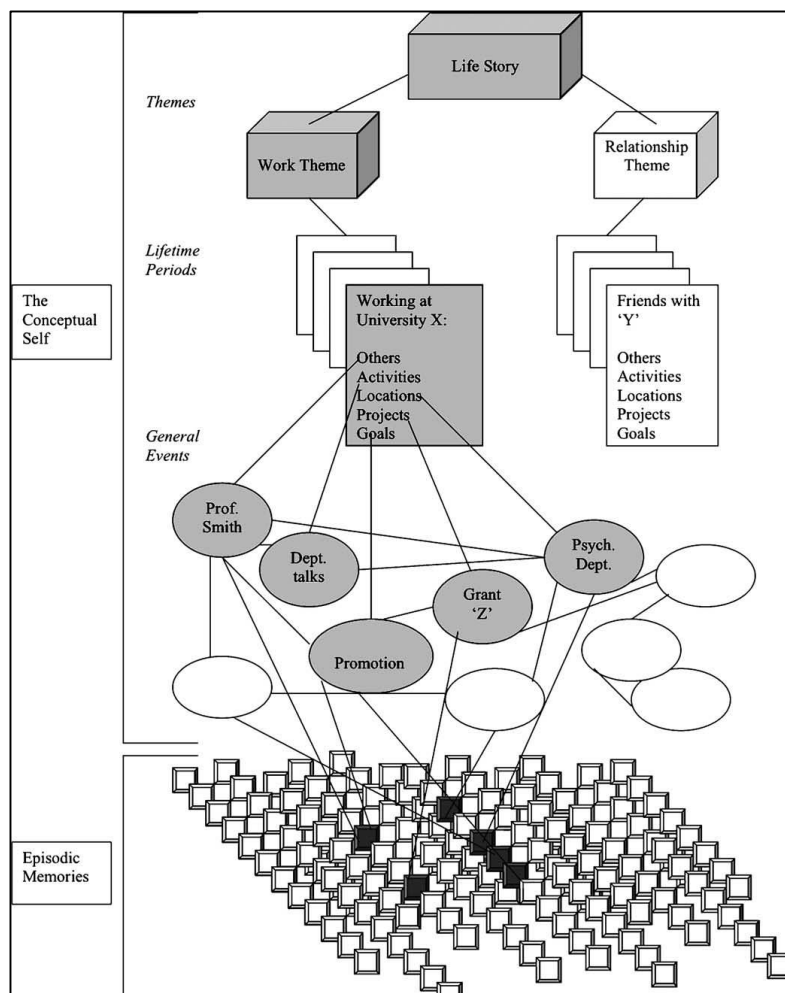 Life Story
Themes
Work Theme
Relationship
Theme
Lifetime
Periods
The
Conceptual
Self
Working at
University X:
Others
Activities
Locations
Projects
Goals
Friends with
‘Y’
Others
Activities
Locations
Projects
Goals
General
Events
Prof.
Smith
Dept.
talks
Psych.
Dept.
Grant
‘Z’
Promotion
Episodic
Memories